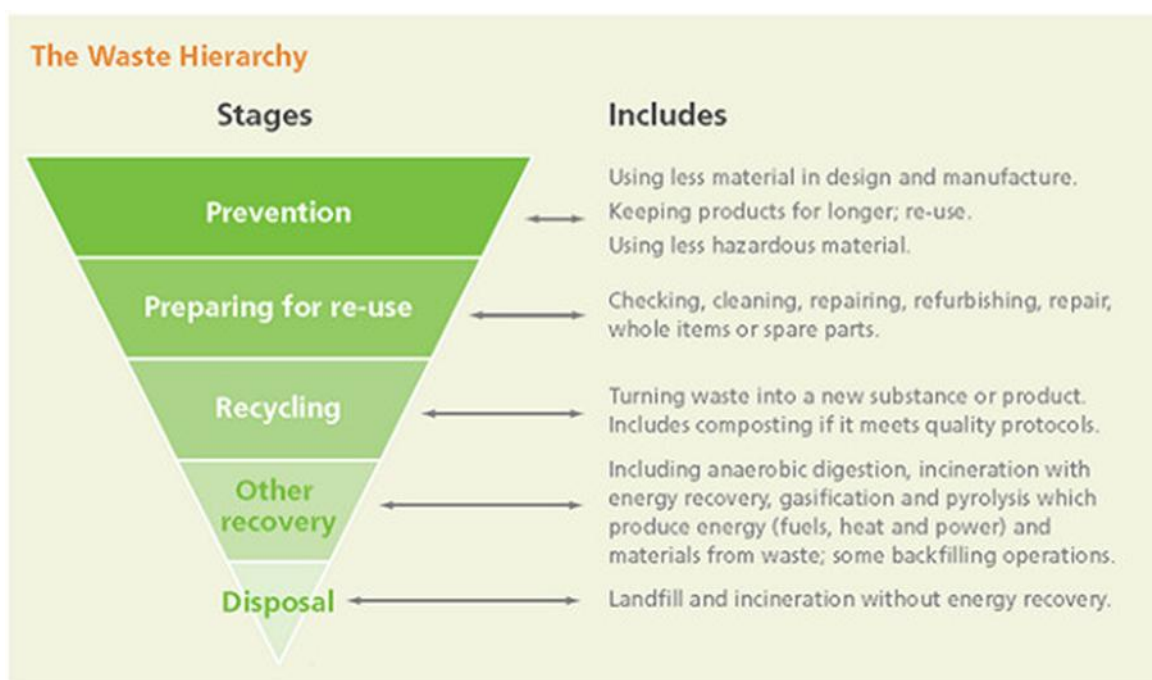 The Waste Hierarchy
Stages
Includes
Prevention
Using less material in design and manufacture.
Keeping products for longer; re-use.
Using less hazardous material.
Preparing for re-use
Checking, cleaning, repairing, refurbishing, repair,
whole items or spare parts.
Recycling
Turning waste into a new substance or product.
Includes composting if it meets quality protocols.
Other
recovery
Including anaerobic digestion, incineration with
energy recovery, gasification and pyrolysis which
produce energy (fuels, heat and power) and
materials from waste; some backfilling operations.
Disposal
Landfill and incineration without energy recovery.